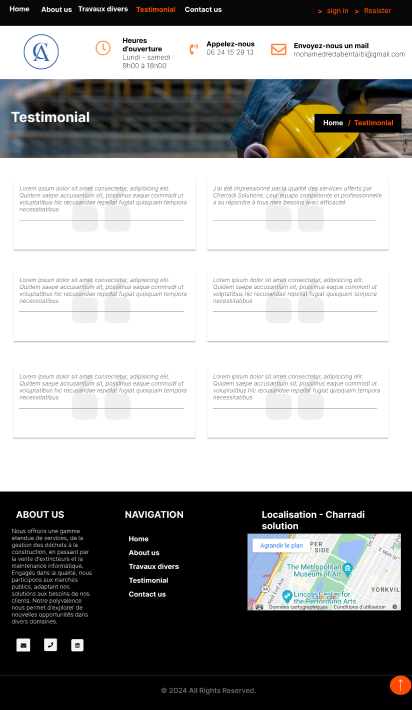 Home About us Travaux divers Testimonial Contact us > sign in > Resister
Heures
d'ouverture
Lundi - samedi :
9h00 à 18h00
Appelez-nous
06 24 15 28 13
Envoyez-nous un mail
mohamedredabentaibi@gmail.com
Testimonial
Home / Testimonial
Lorem ipsum dolor sit amet consectetur, adipisicing elit.
Quidem saepe accusantium sit, possimus eaque commodi ut
voluptatibus hic recusandae repellat fugiat quisquam tempora
necessitatibus
J'ai été impressionné par la qualité des services offerts par
Cherradi Solutions. Leur équipe compétente et professionnelle
a su répondre à tous mes besoins avec efficacité.
Lorem ipsum dolor sit amet consectetur, adipisicing elit.
Quidem saepe accusantium sit, possimus eaque commodi ut
voluptatibus hic recusandae repellat fugiat quisquam tempora
necessitatibus
Lorem ipsum dolor sit amet consectetur, adipisicing elit.
Quidem saepe accusantium sit, possimus eaque commodi ut
voluptatibus hic recusandae repellat fugiat quisquam tempora
necessitatibus
Lorem ipsum dolor sit amet consectetur, adipisicing elit.
Quidem saepe accusantium sit, possimus eaque commodi ut
voluptatibus hic recusandae repellat fugiat quisquam tempora
necessitatibus
Lorem ipsum dolor sit amet consectetur, adipisicing elit.
Quidem saepe accusantium sit, possimus eaque commodi ut
voluptatibus hic recusandae repellat fugiat quisquam tempora
necessitatibus
ABOUT US
Nous offrons une gamme
étendue de services, de la
gestion des déchets à la
construction, en passant par
la vente d'extincteurs et la
maintenance informatique.
Engagés dans la qualité, nous
participons aux marchés
publics, adaptant nos
solutions aux besoins de nos
clients. Notre polyvalence
nous permet d'explorer de
nouvelles opportunités dans
divers domaines.
NAVIGATION
Home
About us
Travaux divers
Testimonial
Contact us
Localisation - Charradi
solution
Agrandir le plan
PER
SIDE
The Metropolitan
Museum of Art
YORKVIL
Lincoln Center for
the Performing Arts
Données cartographiques Conditions d'utilisation
© 2024 All Rights Reserved.